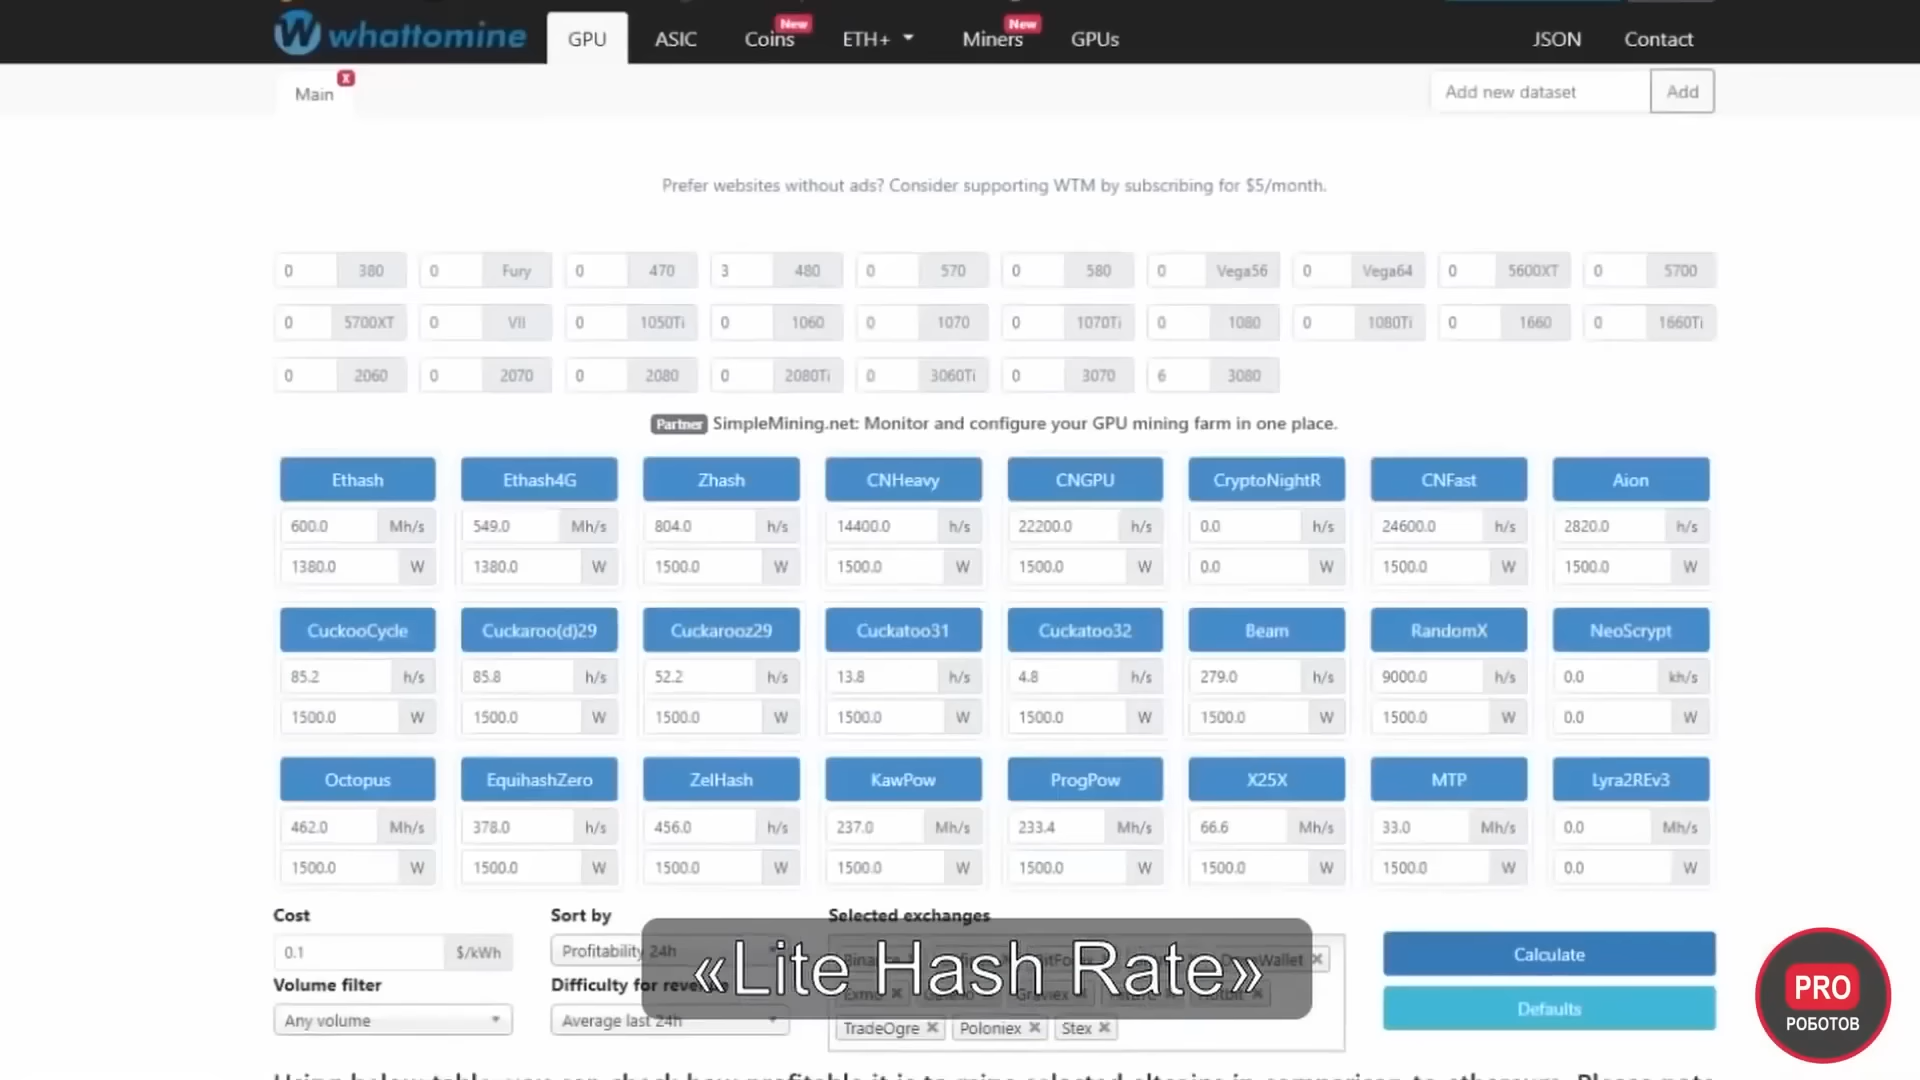 whattomine GPU ASIC Coins New ETH+ Miners New GPUs JSON Contact
Main x Add new dataset Add
Prefer websites without ads? Consider supporting WTM by subscribing for $5/month.
0 380 0 Fury 0 470 3 480 0 570 0 580 0 Vega56 0 Vega64 0 5600XT 0 5700
0 5700XT 0 VII 0 1050Ti 0 1060 0 1070 0 1070Ti 0 1080 0 1080Ti 0 1660 0 1660Ti
0 2060 0 2070 0 2080 0 2080Ti 0 3060Ti 0 3070 6 3080
Partner SimpleMining.net: Monitor and configure your GPU mining farm in one place.
Ethash Ethash4G Zhash CNHeavy CNGPU CryptoNightR CNFast Aion
600.0 Mh/s 549.0 Mh/s 804.0 h/s 14400.0 h/s 22200.0 h/s 0.0 h/s 24600.0 h/s 2820.0 h/s
1380.0 W 1380.0 W 1500.0 W 1500.0 W 1500.0 W 0.0 W 1500.0 W 1500.0 W
CuckooCycle Cuckaroo(d)29 Cuckarooz29 Cuckatoo31 Cuckatoo32 Beam RandomX NeoScrypt
85.2 h/s 85.8 h/s 52.2 h/s 13.8 h/s 4.8 h/s 279.0 h/s 9000.0 h/s 0.0 kh/s
1500.0 W 1500.0 W 1500.0 W 1500.0 W 1500.0 W 1500.0 W 1500.0 W 0.0 W
Octopus EquihashZero ZelHash KawPow ProgPow X25X MTP Lyra2REv3
462.0 Mh/s 378.0 h/s 456.0 h/s 237.0 Mh/s 233.4 Mh/s 66.6 Mh/s 33.0 Mh/s 0.0 Mh/s
1500.0 W 1500.0 W 1500.0 W 1500.0 W 1500.0 W 1500.0 W 1500.0 W 0.0 W
Cost Sort by Selected exchanges
0.1 $/kWh Profitability 24h Calculate
«Lite Hash Rate»
Volume filter Difficulty for
Defaults
Any volume Average last 24h TradeOgre Poloniex Stex
PRO
РОБОТОВ